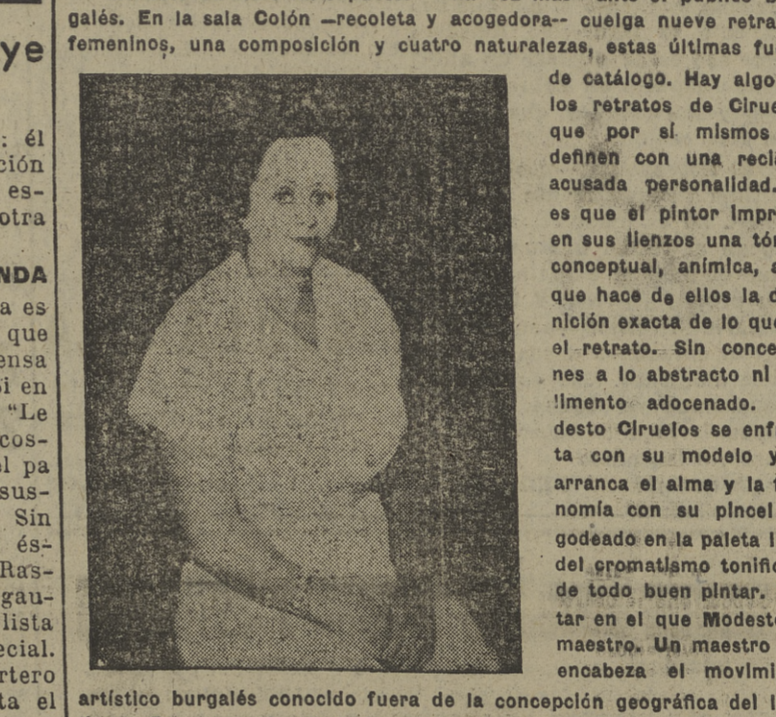 ye
: él
ción
es-
otra
NDA
a es
que
ensa
i en
"Le
cos-
l pa
sus-
Sin
és-
Ras-
gau-
lista
ecial.
rtero
ta el
galés. En la sala Colón —recoleta y acogedora-- cuelga nueve retra
femeninos, una composición y cuatro naturalezas, estas últimas fu
de catálogo. Hay algo
los retratos de Cirue
que por sí mismos
definen con una recia
acusada personalidad.
es que el pintor impr
en sus lienzos una tón
conceptual, anímica, a
que hace de ellos la d
nición exacta de lo que
el retrato. Sin conce
nes a lo abstracto ni
limento adocenado.
desto Ciruelos se enf
ta con su modelo y
arranca el alma y la f
nomía con su pincel
godeado en la paleta l
del cromatismo tonific
de todo buen pintar.
tar en el que Modesto
maestro. Un maestro
encabeza el movimi
artístico burgalés conocido fuera de la concepción geográfica del